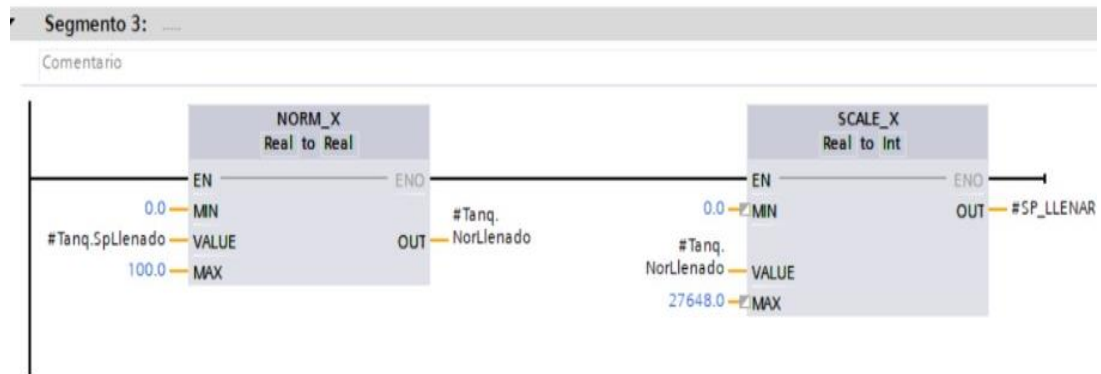 Segmento 3: .....
Comentario
NORM_X
Real to Real
EN
ENO
0.0
MIN
#Tanq.SpLlenado
VALUE
OUT
#Tanq.
NorLlenado
100.0
MAX
SCALE_X
Real to Int
EN
ENO
0.0
MIN
OUT
#SP_LLENAR
#Tanq.
NorLlenado
VALUE
27648.0
MAX